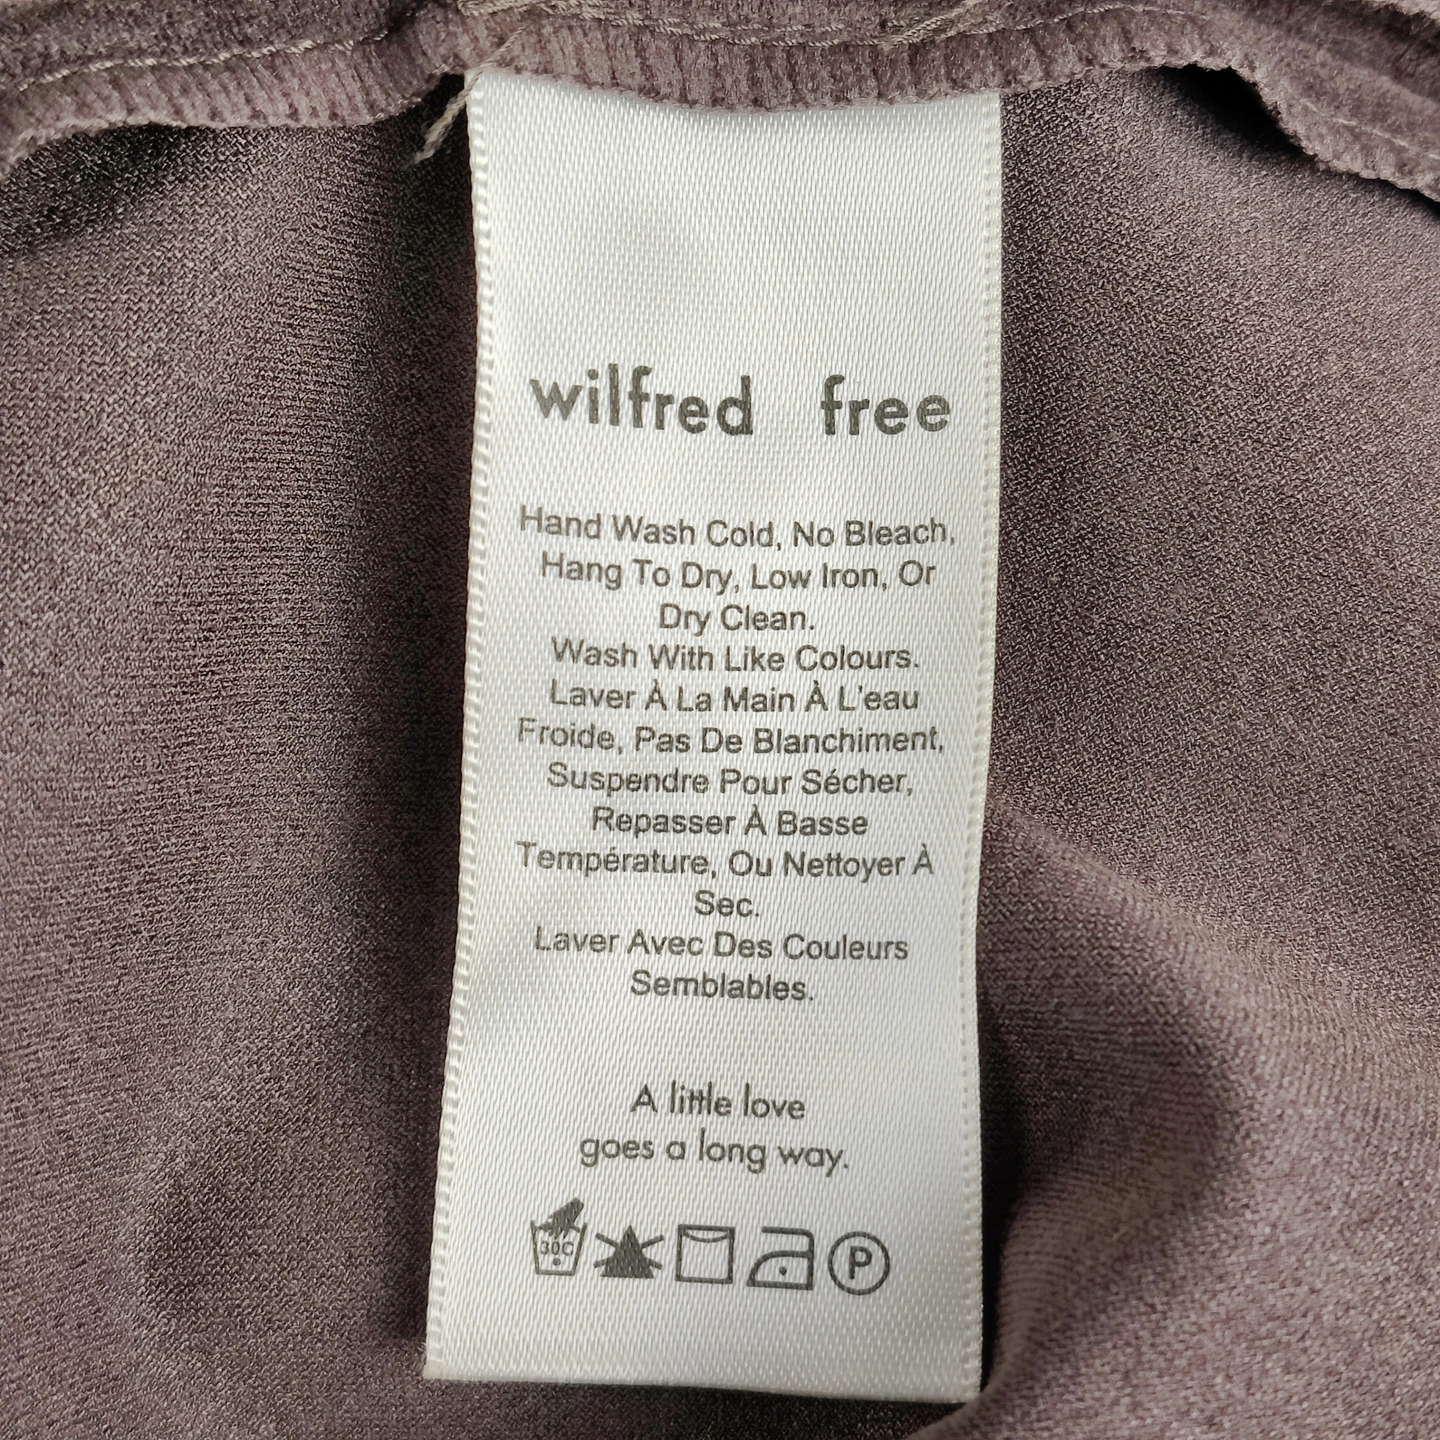 wilfred free
Hand Wash Cold, No Bleach,
Hang To Dry, Low Iron, Or
Dry Clean.
Wash With Like Colours.
Laver À La Main À L'eau
Froide, Pas De Blanchiment,
Suspendre Pour Sécher,
Repasser À Basse
Température, Ou Nettoyer À
Sec.
Laver Avec Des Couleurs
Semblables.
A little love
goes a long way.
30C P